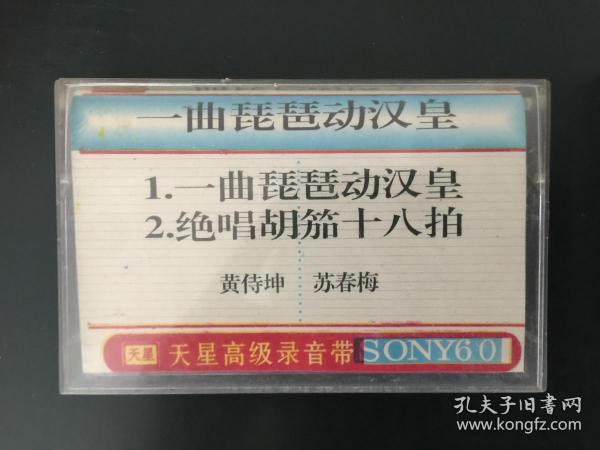 一曲琵琶动汉皇
1.一曲琵琶动汉皇
2.绝唱胡笳十八拍
黄侍坤 苏春梅
天星 天星高级录音带 SONY60
孔夫子旧书网
www.kongfz.com